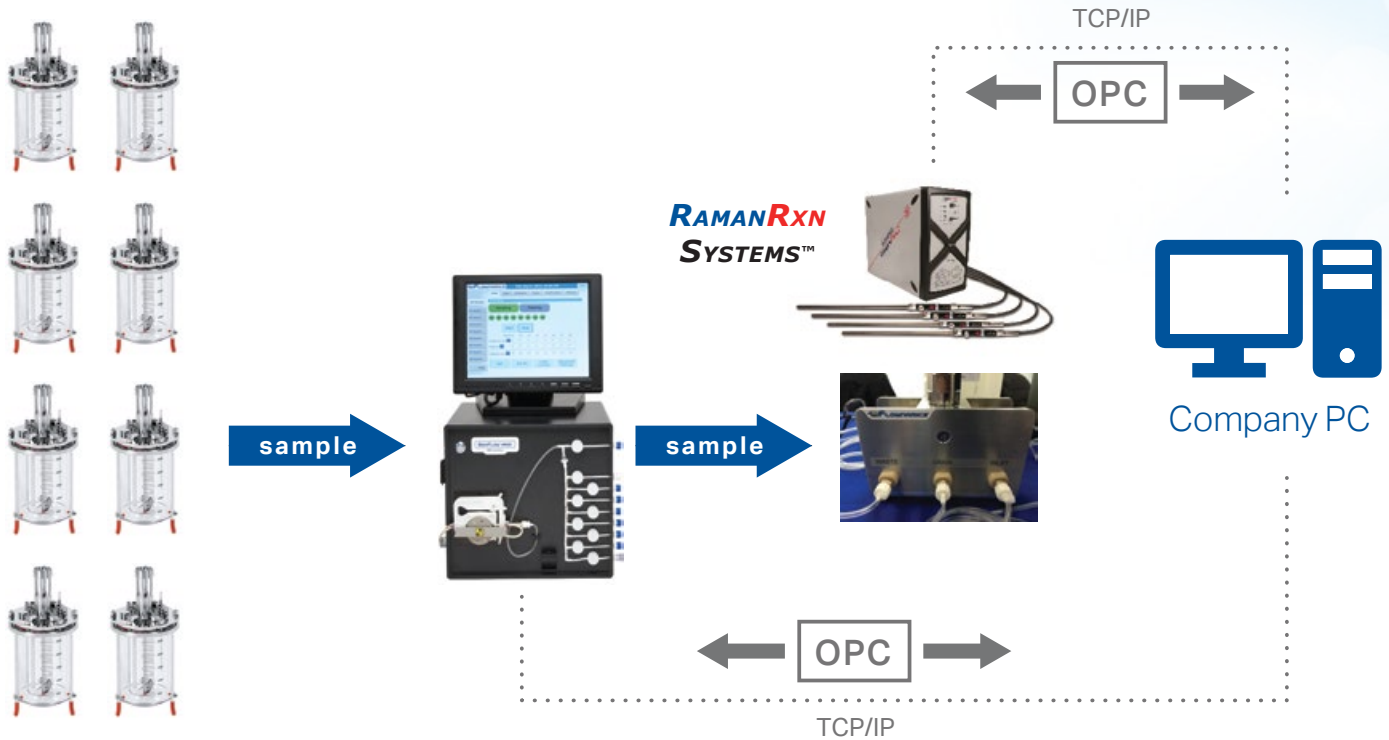 TCP/IP
OPC
RAMANRXN
SYSTEMS™
sample
sample
Company PC
OPC
TCP/IP